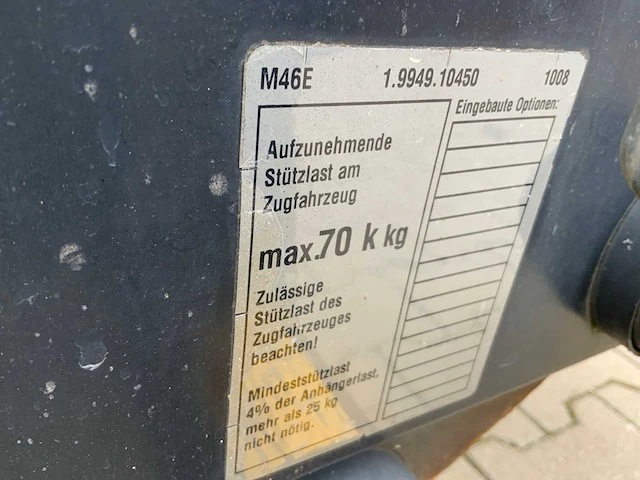 M46E 1.9949.10450 1008
Eingebaute Optionen:
Aufzunehmende
Stützlast am
Zugfahrzeug
max.70 k kg
Zulässige
Stützlast des
Zugfahrzeuges
beachten!
Mindeststützlast
4% der Anhängerlast,
mehr als 25 kg
nicht nötig.